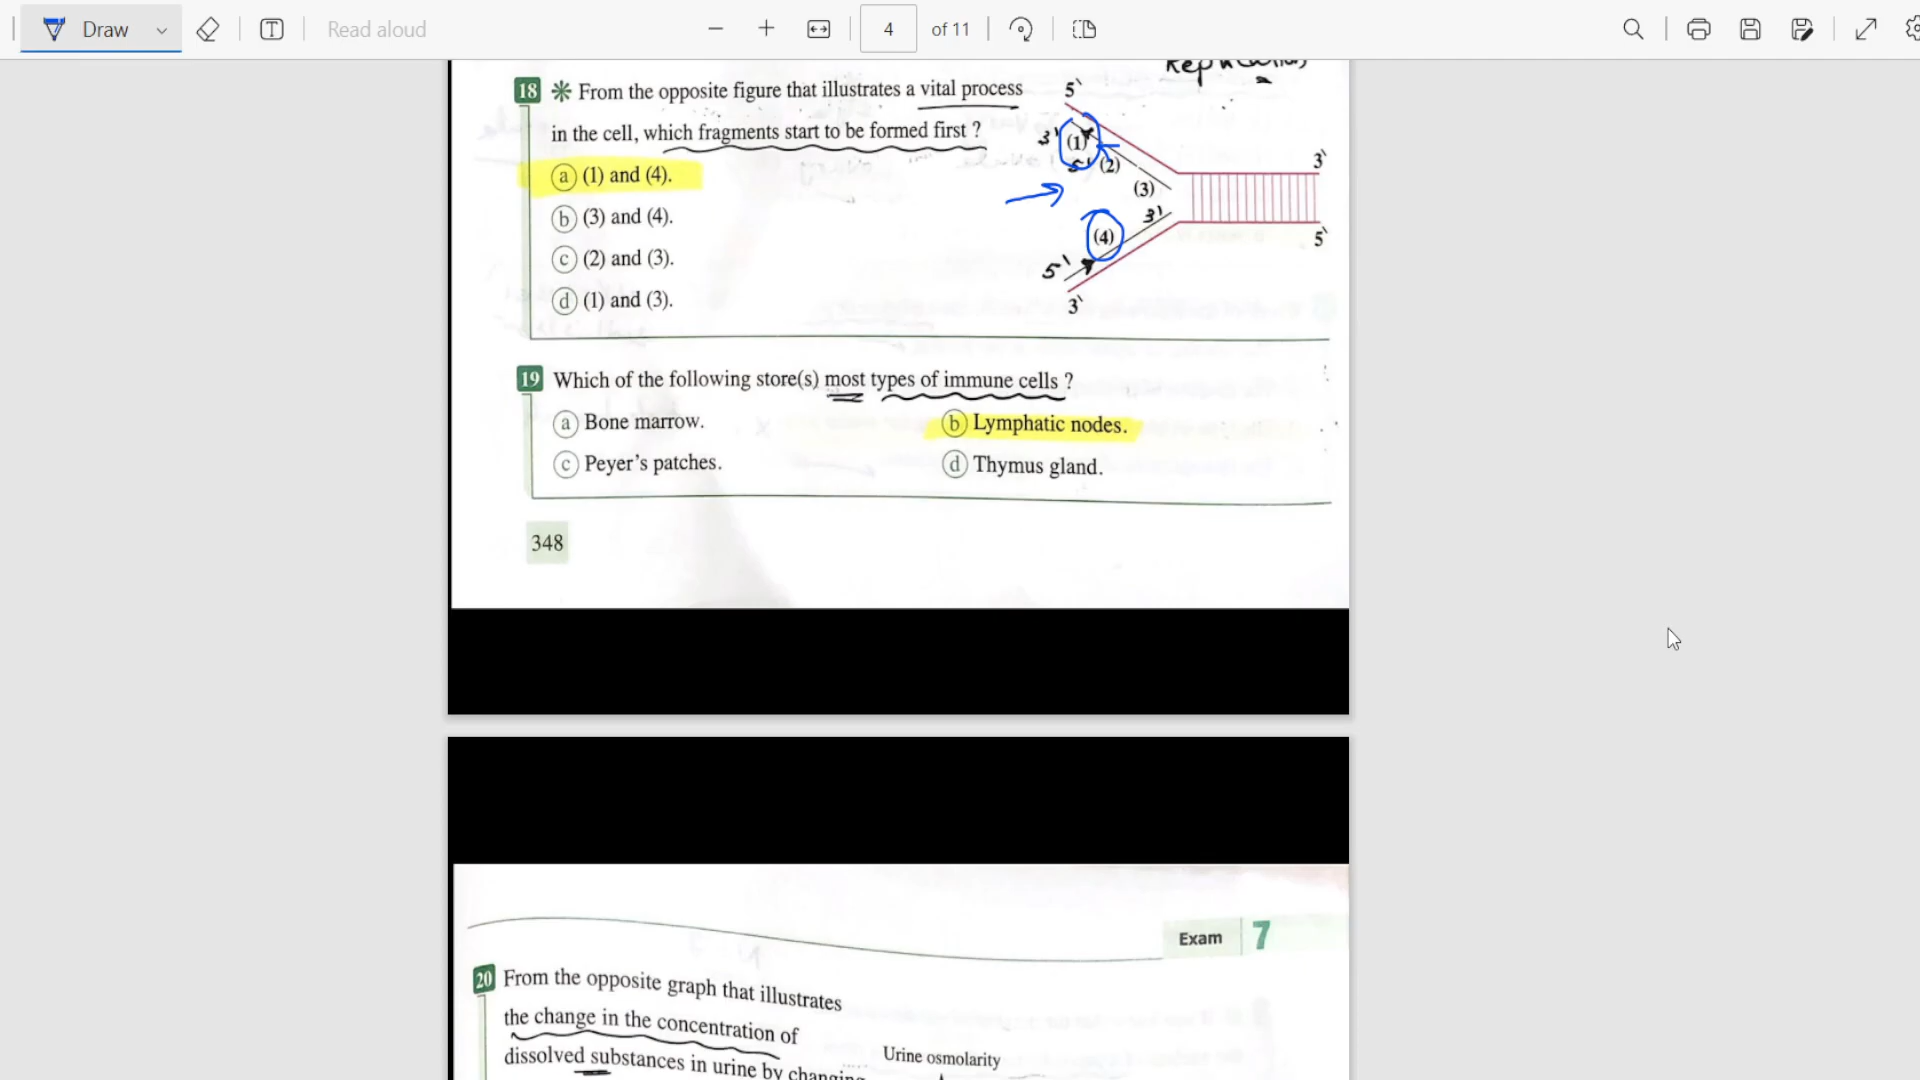 Draw
Read aloud
4 of 11
18 ✳ From the opposite figure that illustrates a vital process
in the cell, which fragments start to be formed first ?
a (1) and (4).
b (3) and (4).
c (2) and (3).
d (1) and (3).
5`
3'
(1)
5'
(2)
(3)
3`
3'
(4)
5`
5'
3`
19 Which of the following store(s) most types of immune cells ?
a Bone marrow.
b Lymphatic nodes.
c Peyer's patches.
d Thymus gland.
348
Exam 7
20 From the opposite graph that illustrates
the change in the concentration of
dissolved substances in urine by changing
Urine osmolarity